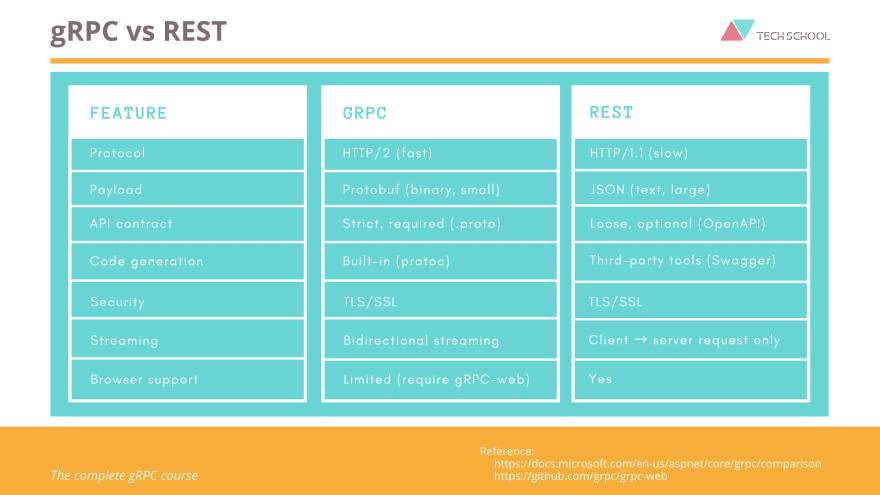 gRPC vs REST
TECH SCHOOL
FEATURE GRPC REST
Protocol HTTP/2 (fast) HTTP/1.1 (slow)
Payload Protobuf (binary, small) JSON (text, large)
API contract Strict, required (.proto) Loose, optional (OpenAPI)
Code generation Built-in (protoc) Third-party tools (Swagger)
Security TLS/SSL TLS/SSL
Streaming Bidirectional streaming Client → server request only
Browser support Limited (require gRPC-web) Yes
The complete gRPC course
Reference:
https://docs.microsoft.com/en-us/aspnet/core/grpc/comparison
https://github.com/grpc/grpc-web